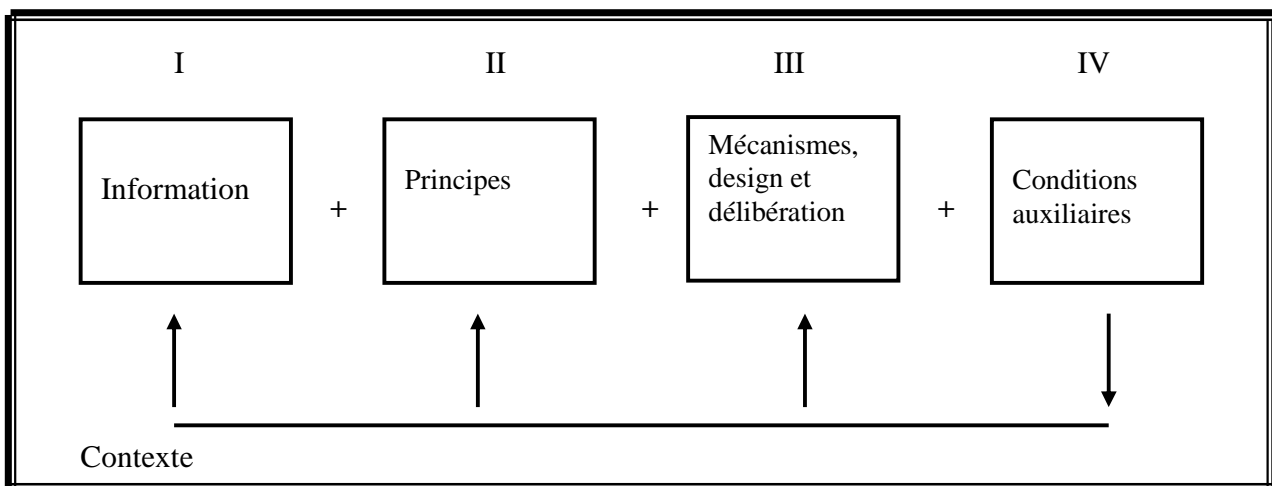 I II III IV
Information + Principes + Mécanismes,
design et
délibération + Conditions
auxiliaires
Contexte